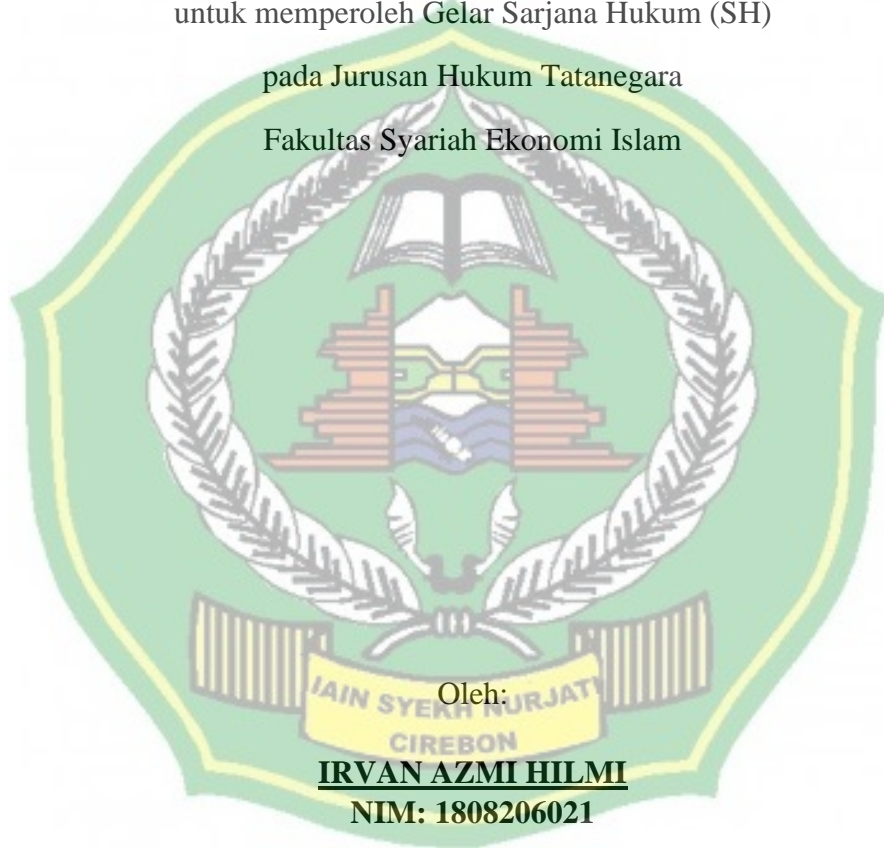 untuk memperoleh Gelar Sarjana Hukum (SH)
pada Jurusan Hukum Tatanegara
Fakultas Syariah Ekonomi Islam
Oleh:
IAIN SYEKH NURJATI
CIREBON
IRVAN AZMI HILMI
NIM: 1808206021